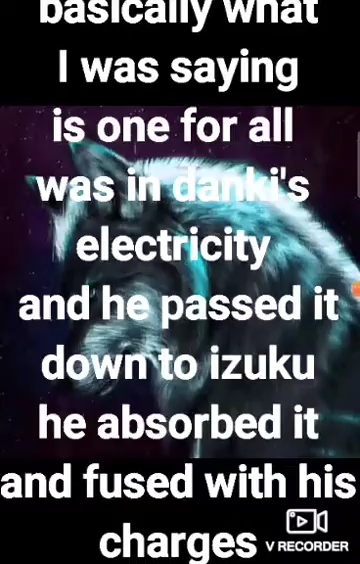 basically what
I was saying
is one for all
was in danki's
electricity
and he passed it
down to izuku
he absorbed it
and fused with his
charges
V RECORDER